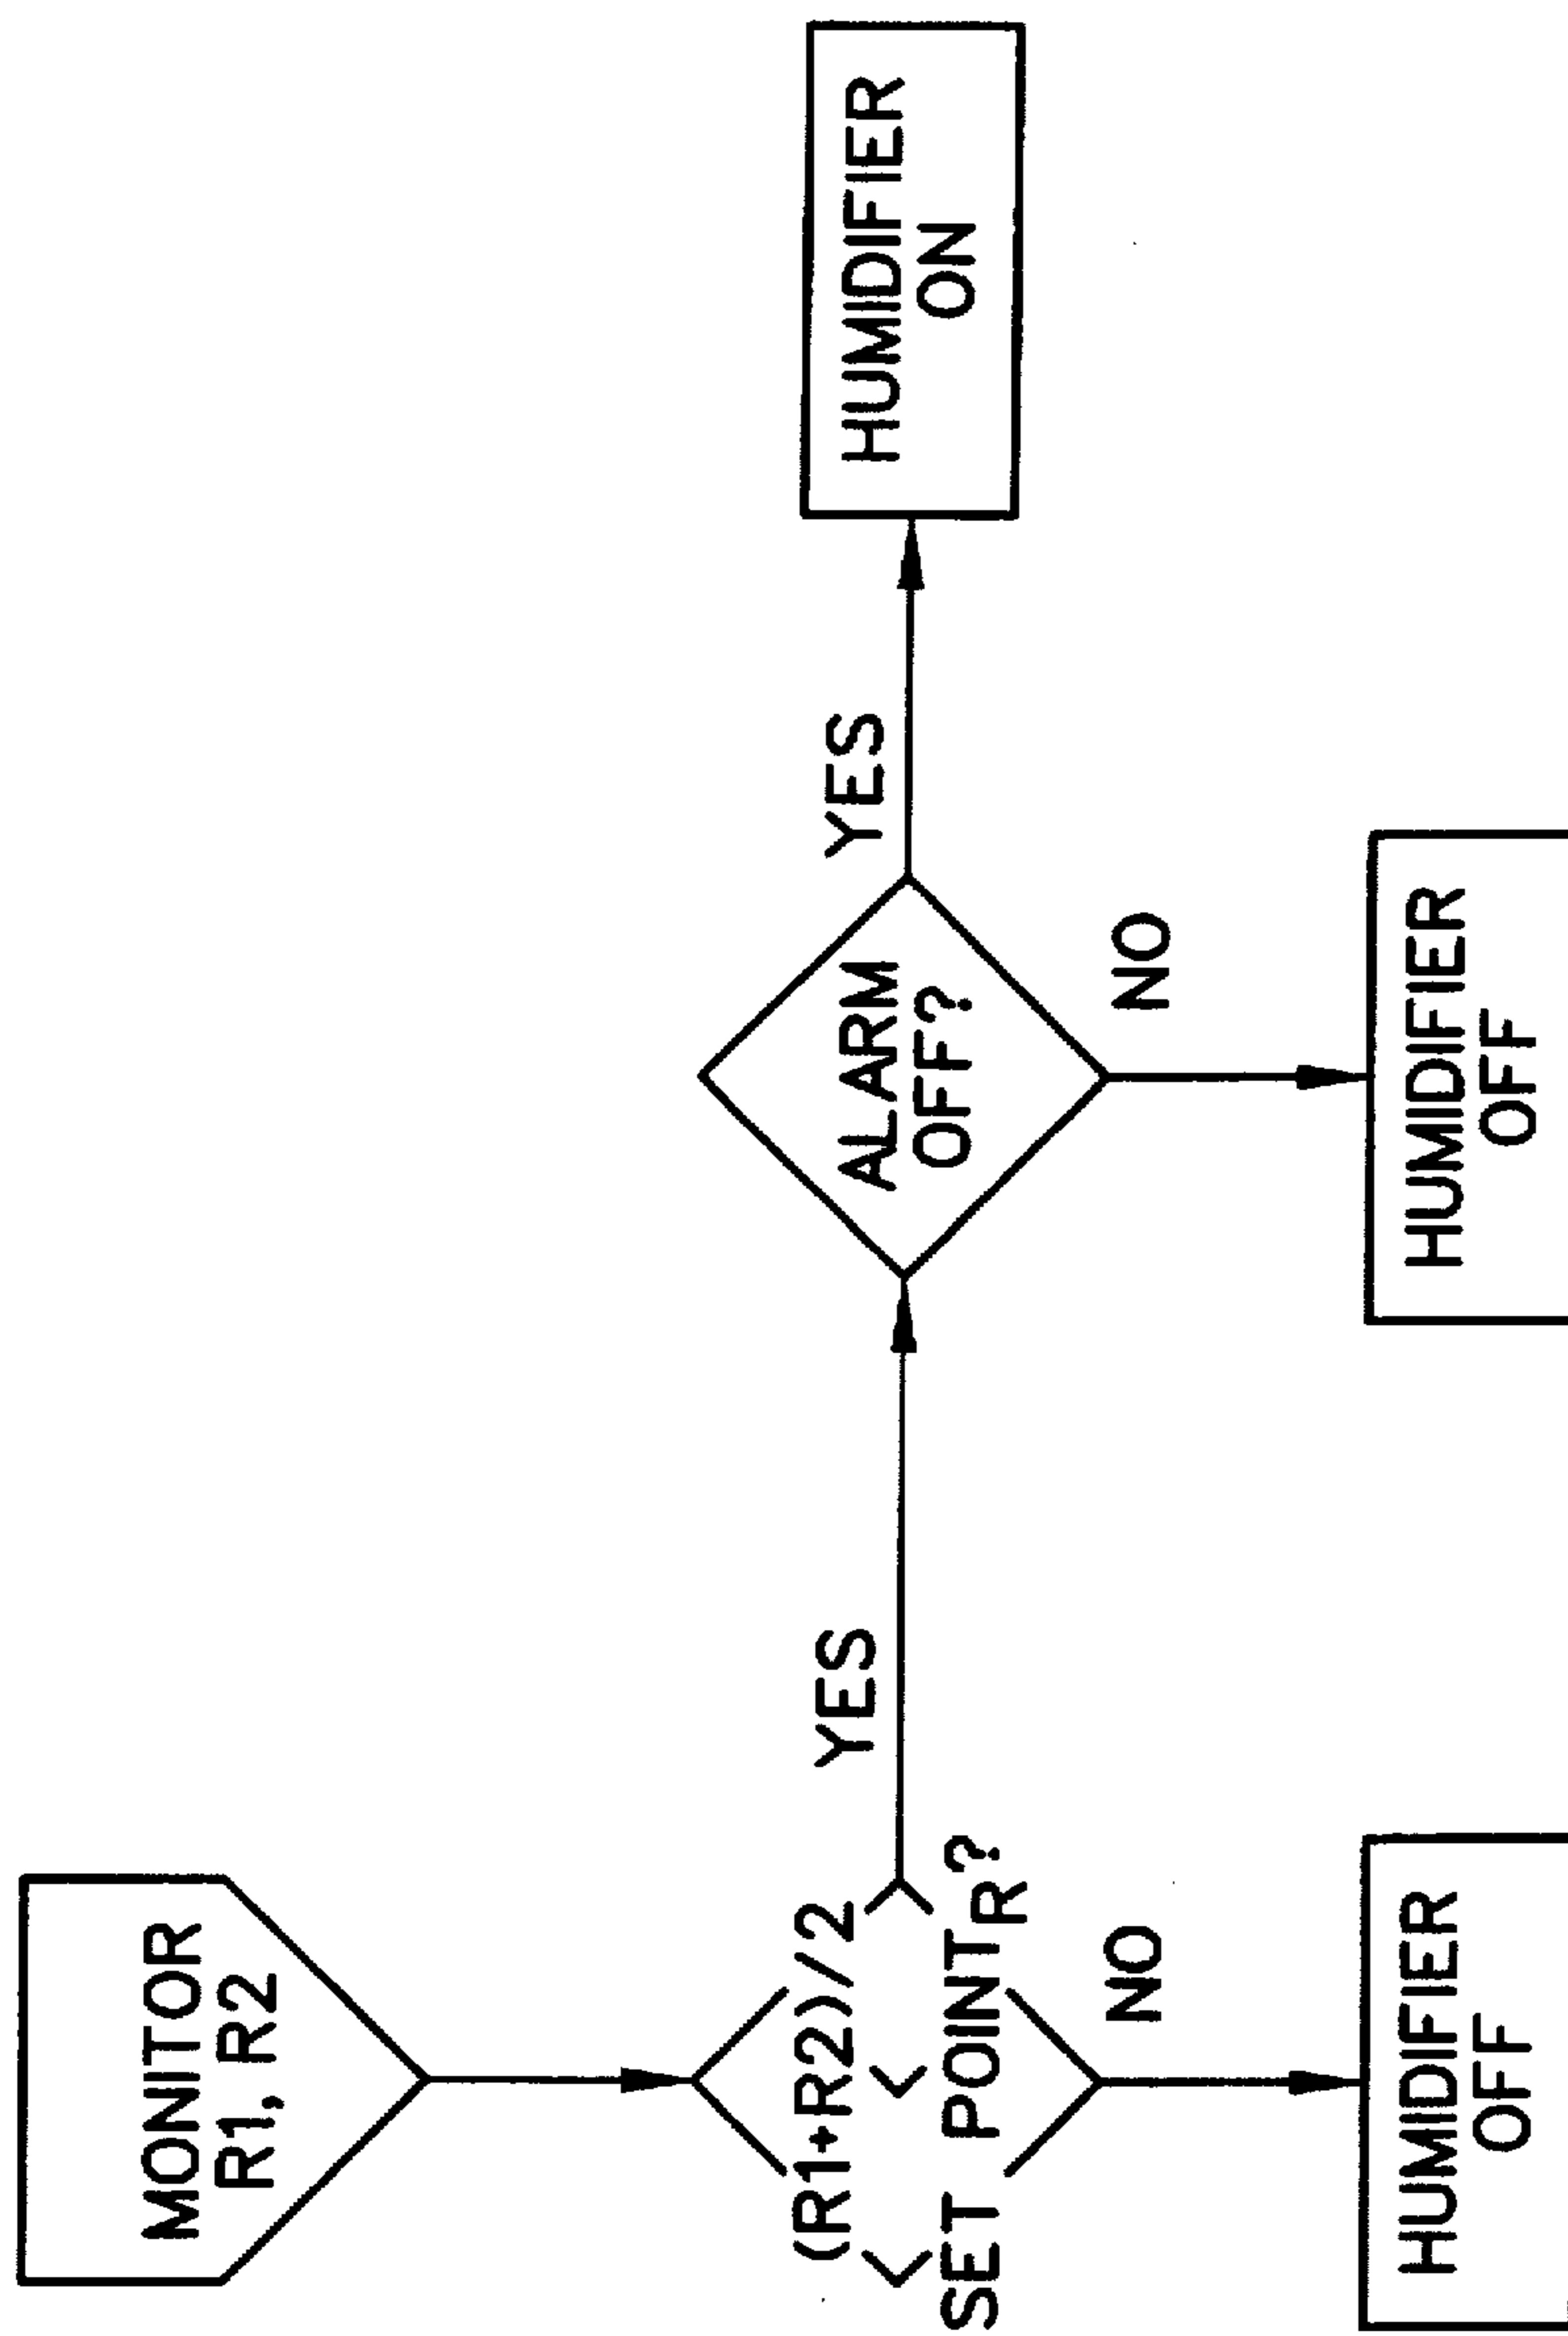 MONITOR
R1, R2
(R1+R2)/2
<
SET POINT R?
YES
NO
HUMIDIFIER
OFF
ALARM
OFF?
YES
NO
HUMIDIFIER
OFF
HUMIDIFIER
ON